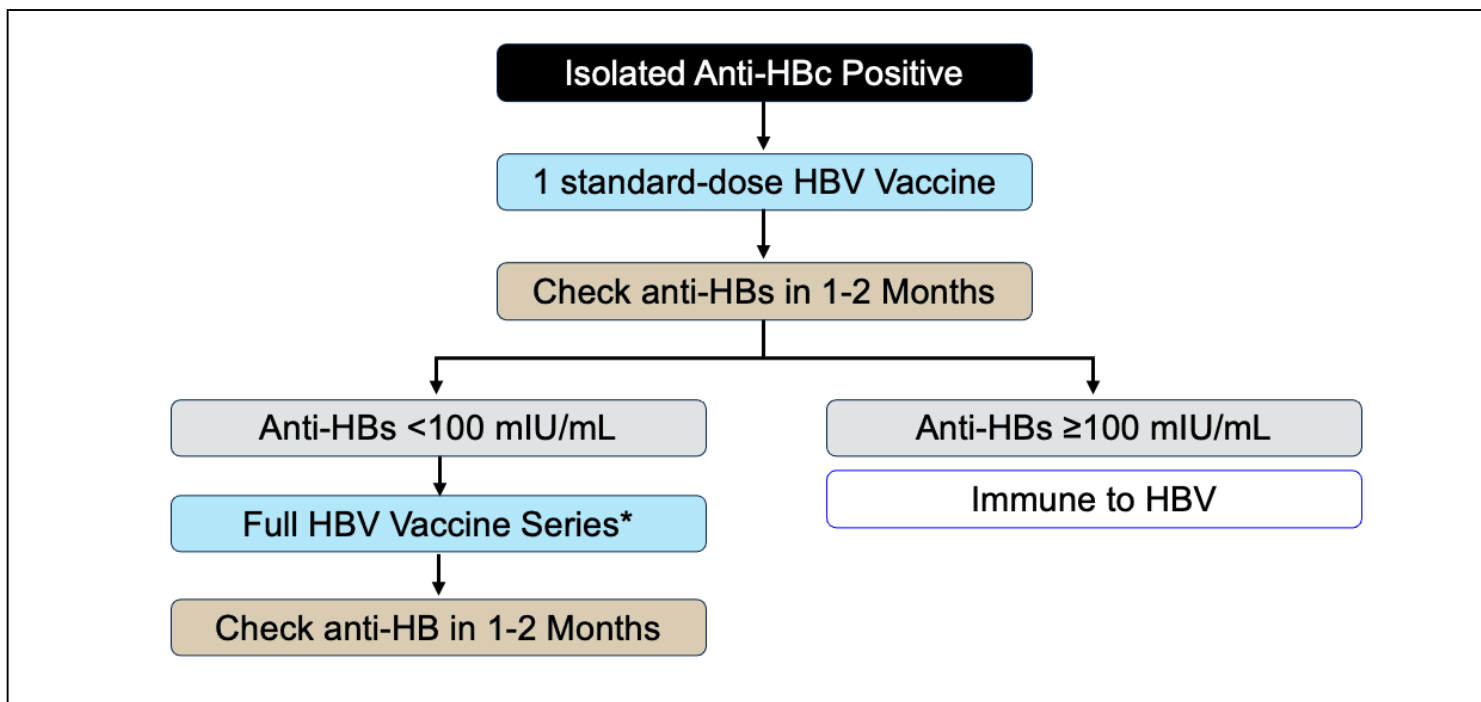 Isolated Anti-HBc Positive
1 standard-dose HBV Vaccine
Check anti-HBs in 1-2 Months
Anti-HBs <100 mIU/mL
Anti-HBs ≥100 mIU/mL
Full HBV Vaccine Series*
Immune to HBV
Check anti-HB in 1-2 Months